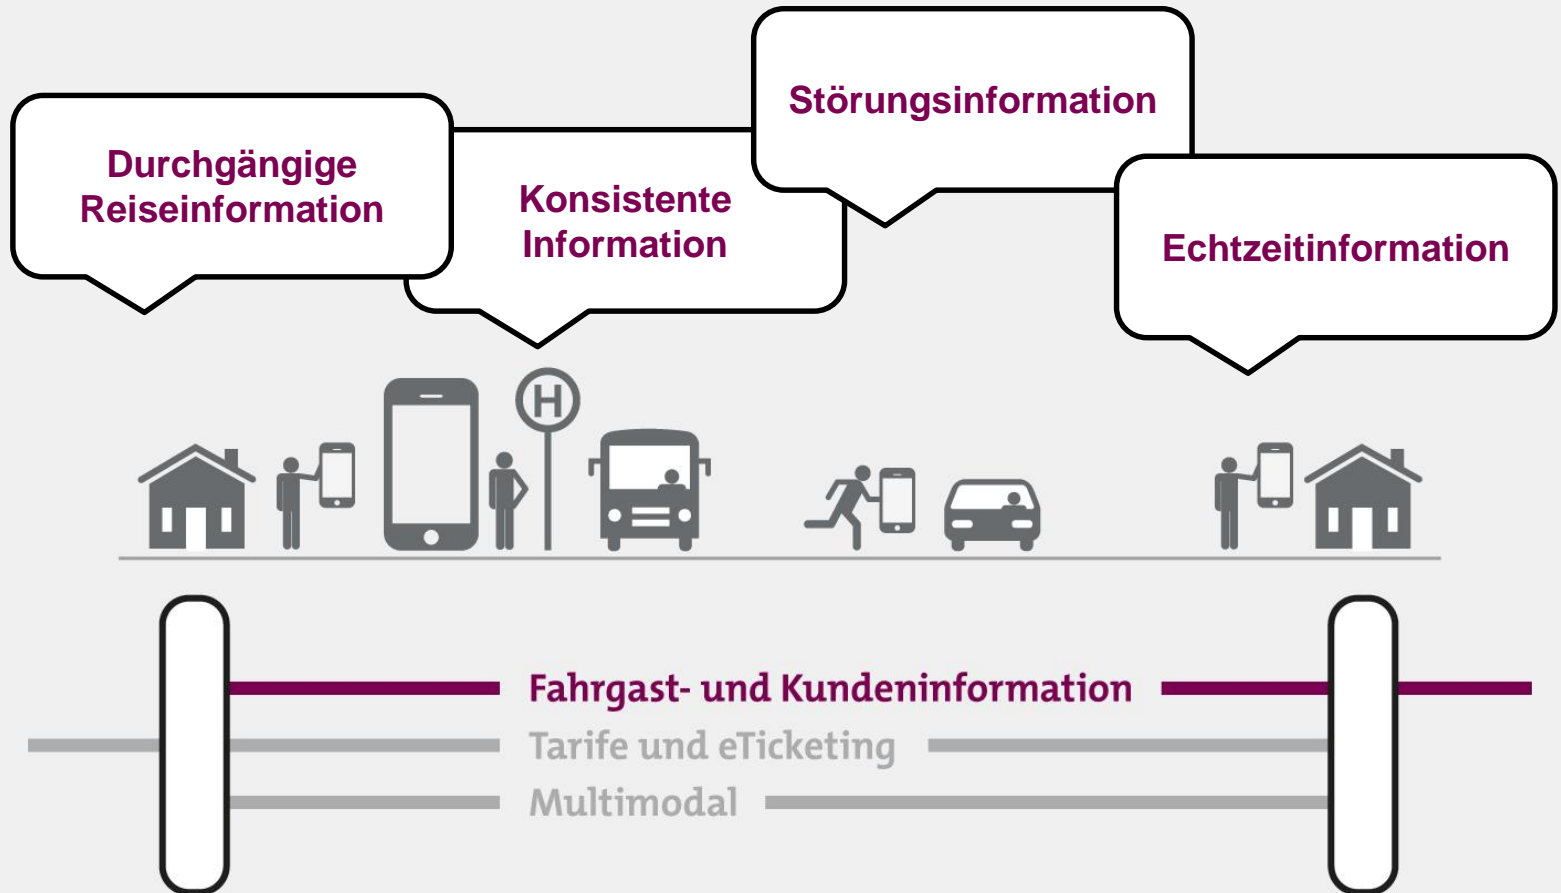 Störungsinformation
Durchgängige
Reiseinformation
Konsistente
Information
Echtzeitinformation
H
Fahrgast- und Kundeninformation
Tarife und eTicketing
Multimodal